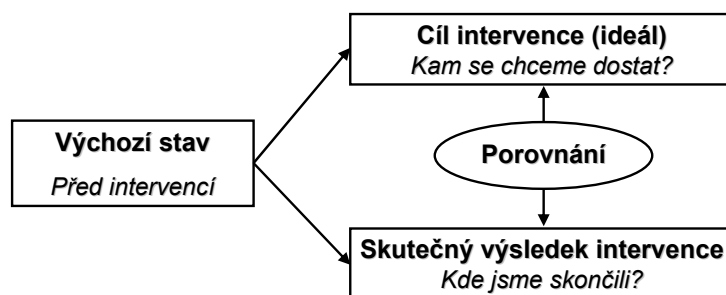 Cíl intervence (ideál)
Kam se chceme dostat?
Výchozí stav
Před intervencí
Porovnání
Skutečný výsledek intervence
Kde jsme skončili?